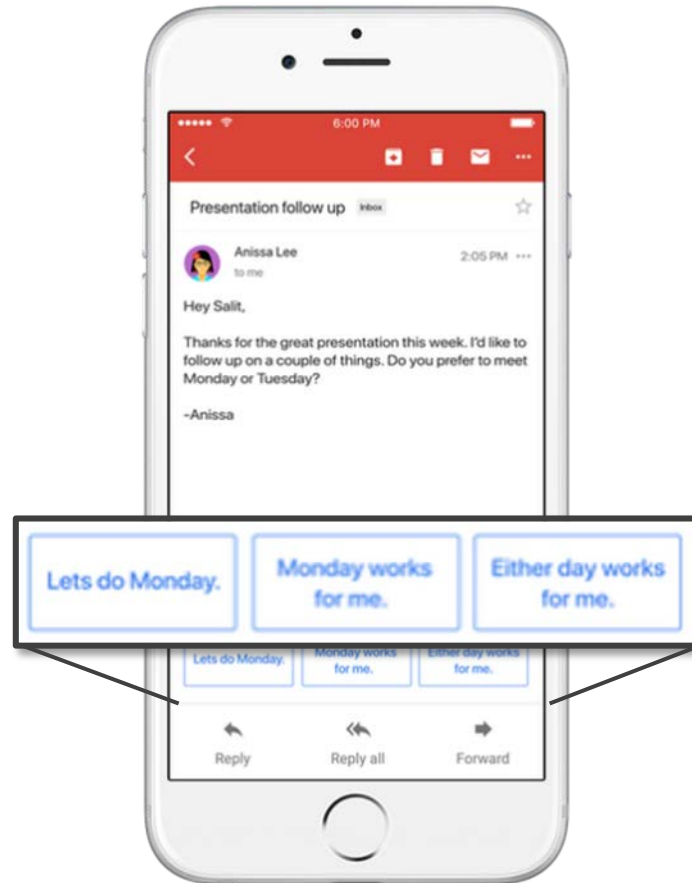 6:00 PM
Presentation follow up Inbox
Anissa Lee
2:05 PM
to me
Hey Salit,
Thanks for the great presentation this week. I'd like to
follow up on a couple of things. Do you prefer to meet
Monday or Tuesday?
-Anissa
Lets do Monday.
Monday works
for me.
Either day works
for me.
Lets do Monday.
Monday works
for me.
Either day works
for me.
Reply
Reply all
Forward